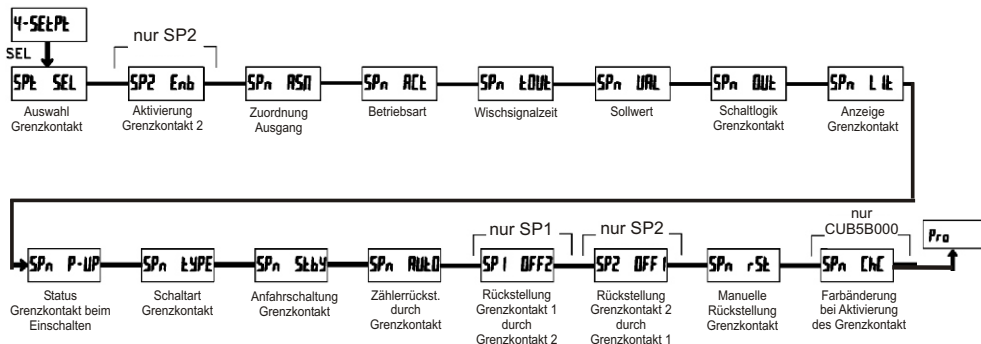 4-SEtPt
SEL
nur SP2
SPt SEL
SP2 Enb
SPn ASN
SPn ACt
SPn tOUt
SPn VAL
SPn OUt
SPn LIt
Auswahl
Grenzkontakt
Aktivierung
Grenzkontakt 2
Zuordnung
Ausgang
Betriebsart
Wischsignalzeit
Sollwert
Schaltlogik
Grenzkontakt
Anzeige
Grenzkontakt
nur SP1
nur SP2
nur
CUB5B000
Pro
SPn P-UP
SPn tYPE
SPn StbY
SPn AUtO
SP1 OFF2
SP2 OFF1
SPn rSt
SPn ChC
Status
Grenzkontakt beim
Einschalten
Schaltart
Grenzkontakt
Anfahrschaltung
Grenzkontakt
Zählerrückst.
durch
Grenzkontakt
Rückstellung
Grenzkontakt 1
durch
Grenzkontakt 2
Rückstellung
Grenzkontakt 2
durch
Grenzkontakt 1
Manuelle
Rückstellung
Grenzkontakt
Farbänderung
bei Aktivierung
des Grenzkontakt